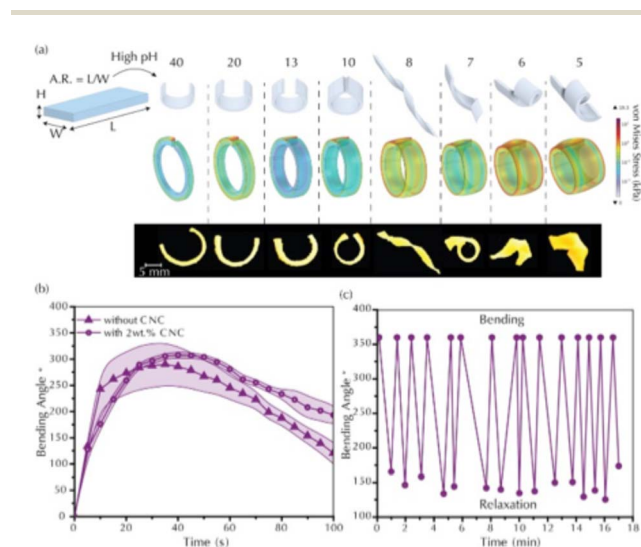 (a)
High pH
A.R. = L/W
H
W
L
40 20 13 10 8 7 6 5
von Mises Stress (kPa)
5 mm
(b)
without CNC
with 2wt.% CNC
Bending Angle °
400
350
300
250
200
150
100
50
0
0 20 40 60 80 100
Time (s)
(c)
Bending
Relaxation
Bending Angle °
400
350
300
250
200
150
100
0 2 4 6 8 10 12 14 16 18
Time (min)